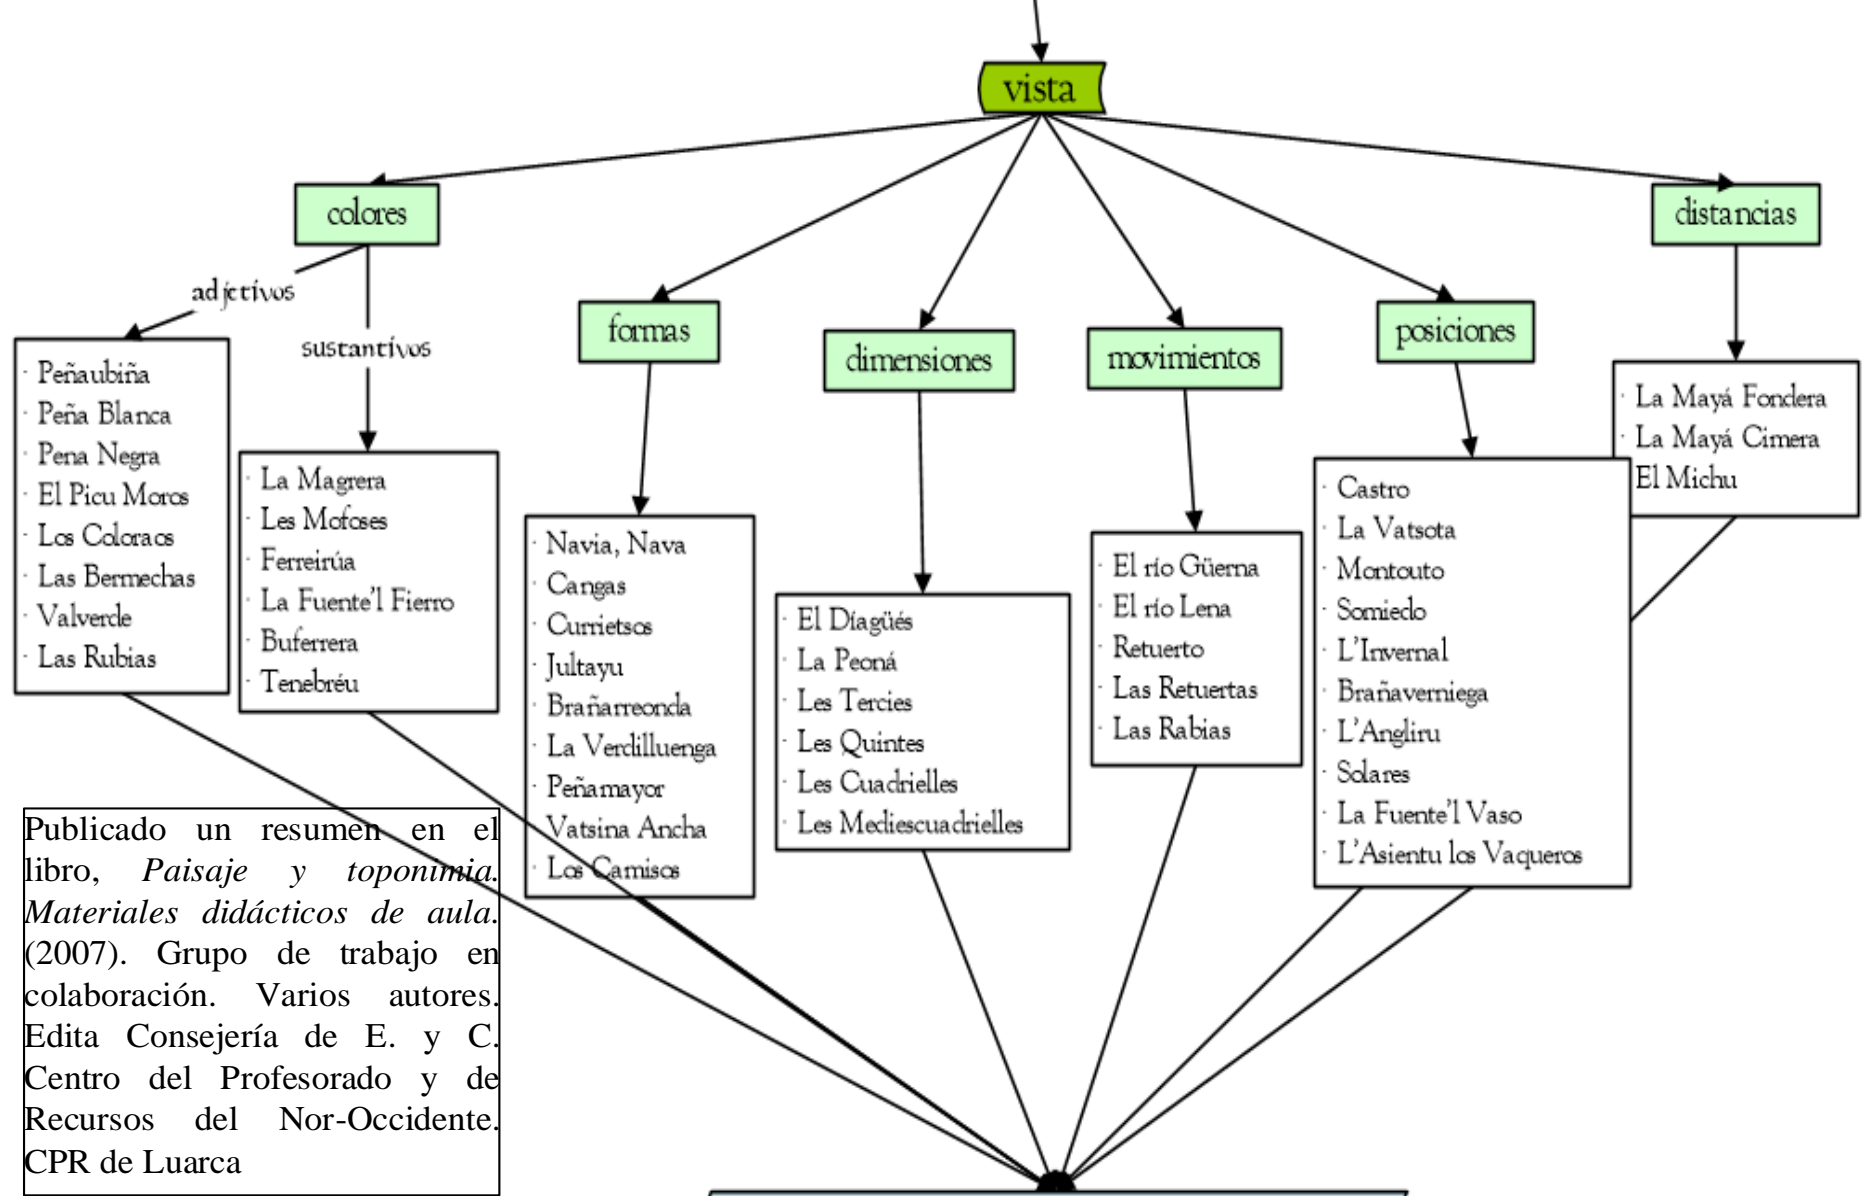 vista
colores
distancias
adjetivos
sustantivos
formas
dimensiones
movimientos
posiciones
· Peñaubiña
· Peña Blanca
· Pena Negra
· El Picu Moros
· Los Coloraos
· Las Bermechas
· Valverde
· Las Rubias
· La Magrera
· Les Mofoses
· Ferreirúa
· La Fuente'l Fierro
· Buferrera
· Tenebréu
· Navia, Nava
· Cangas
· Currietsos
· Jultayu
· Brañarreonda
· La Verdilluenga
· Peñamayor
· Vatsina Ancha
· Los Camisos
· El Díagüés
· La Peoná
· Les Tercies
· Les Quintes
· Les Cuadrielles
· Les Mediescuadrielles
· El río Güerna
· El río Lena
· Retuerto
· Las Retuertas
· Las Rabias
· Castro
· La Vatsota
· Montouto
· Somiedo
· L'Invernal
· Brañaverniega
· L'Angliru
· Solares
· La Fuente'l Vaso
· L'Asientu los Vaqueros
· La Mayá Fondera
· La Mayá Cimera
El Michu
Publicado un resumen en el
libro, Paisaje y toponimia.
Materiales didácticos de aula.
(2007). Grupo de trabajo en
colaboración. Varios autores.
Edita Consejería de E. y C.
Centro del Profesorado y de
Recursos del Nor-Occidente.
CPR de Luarca